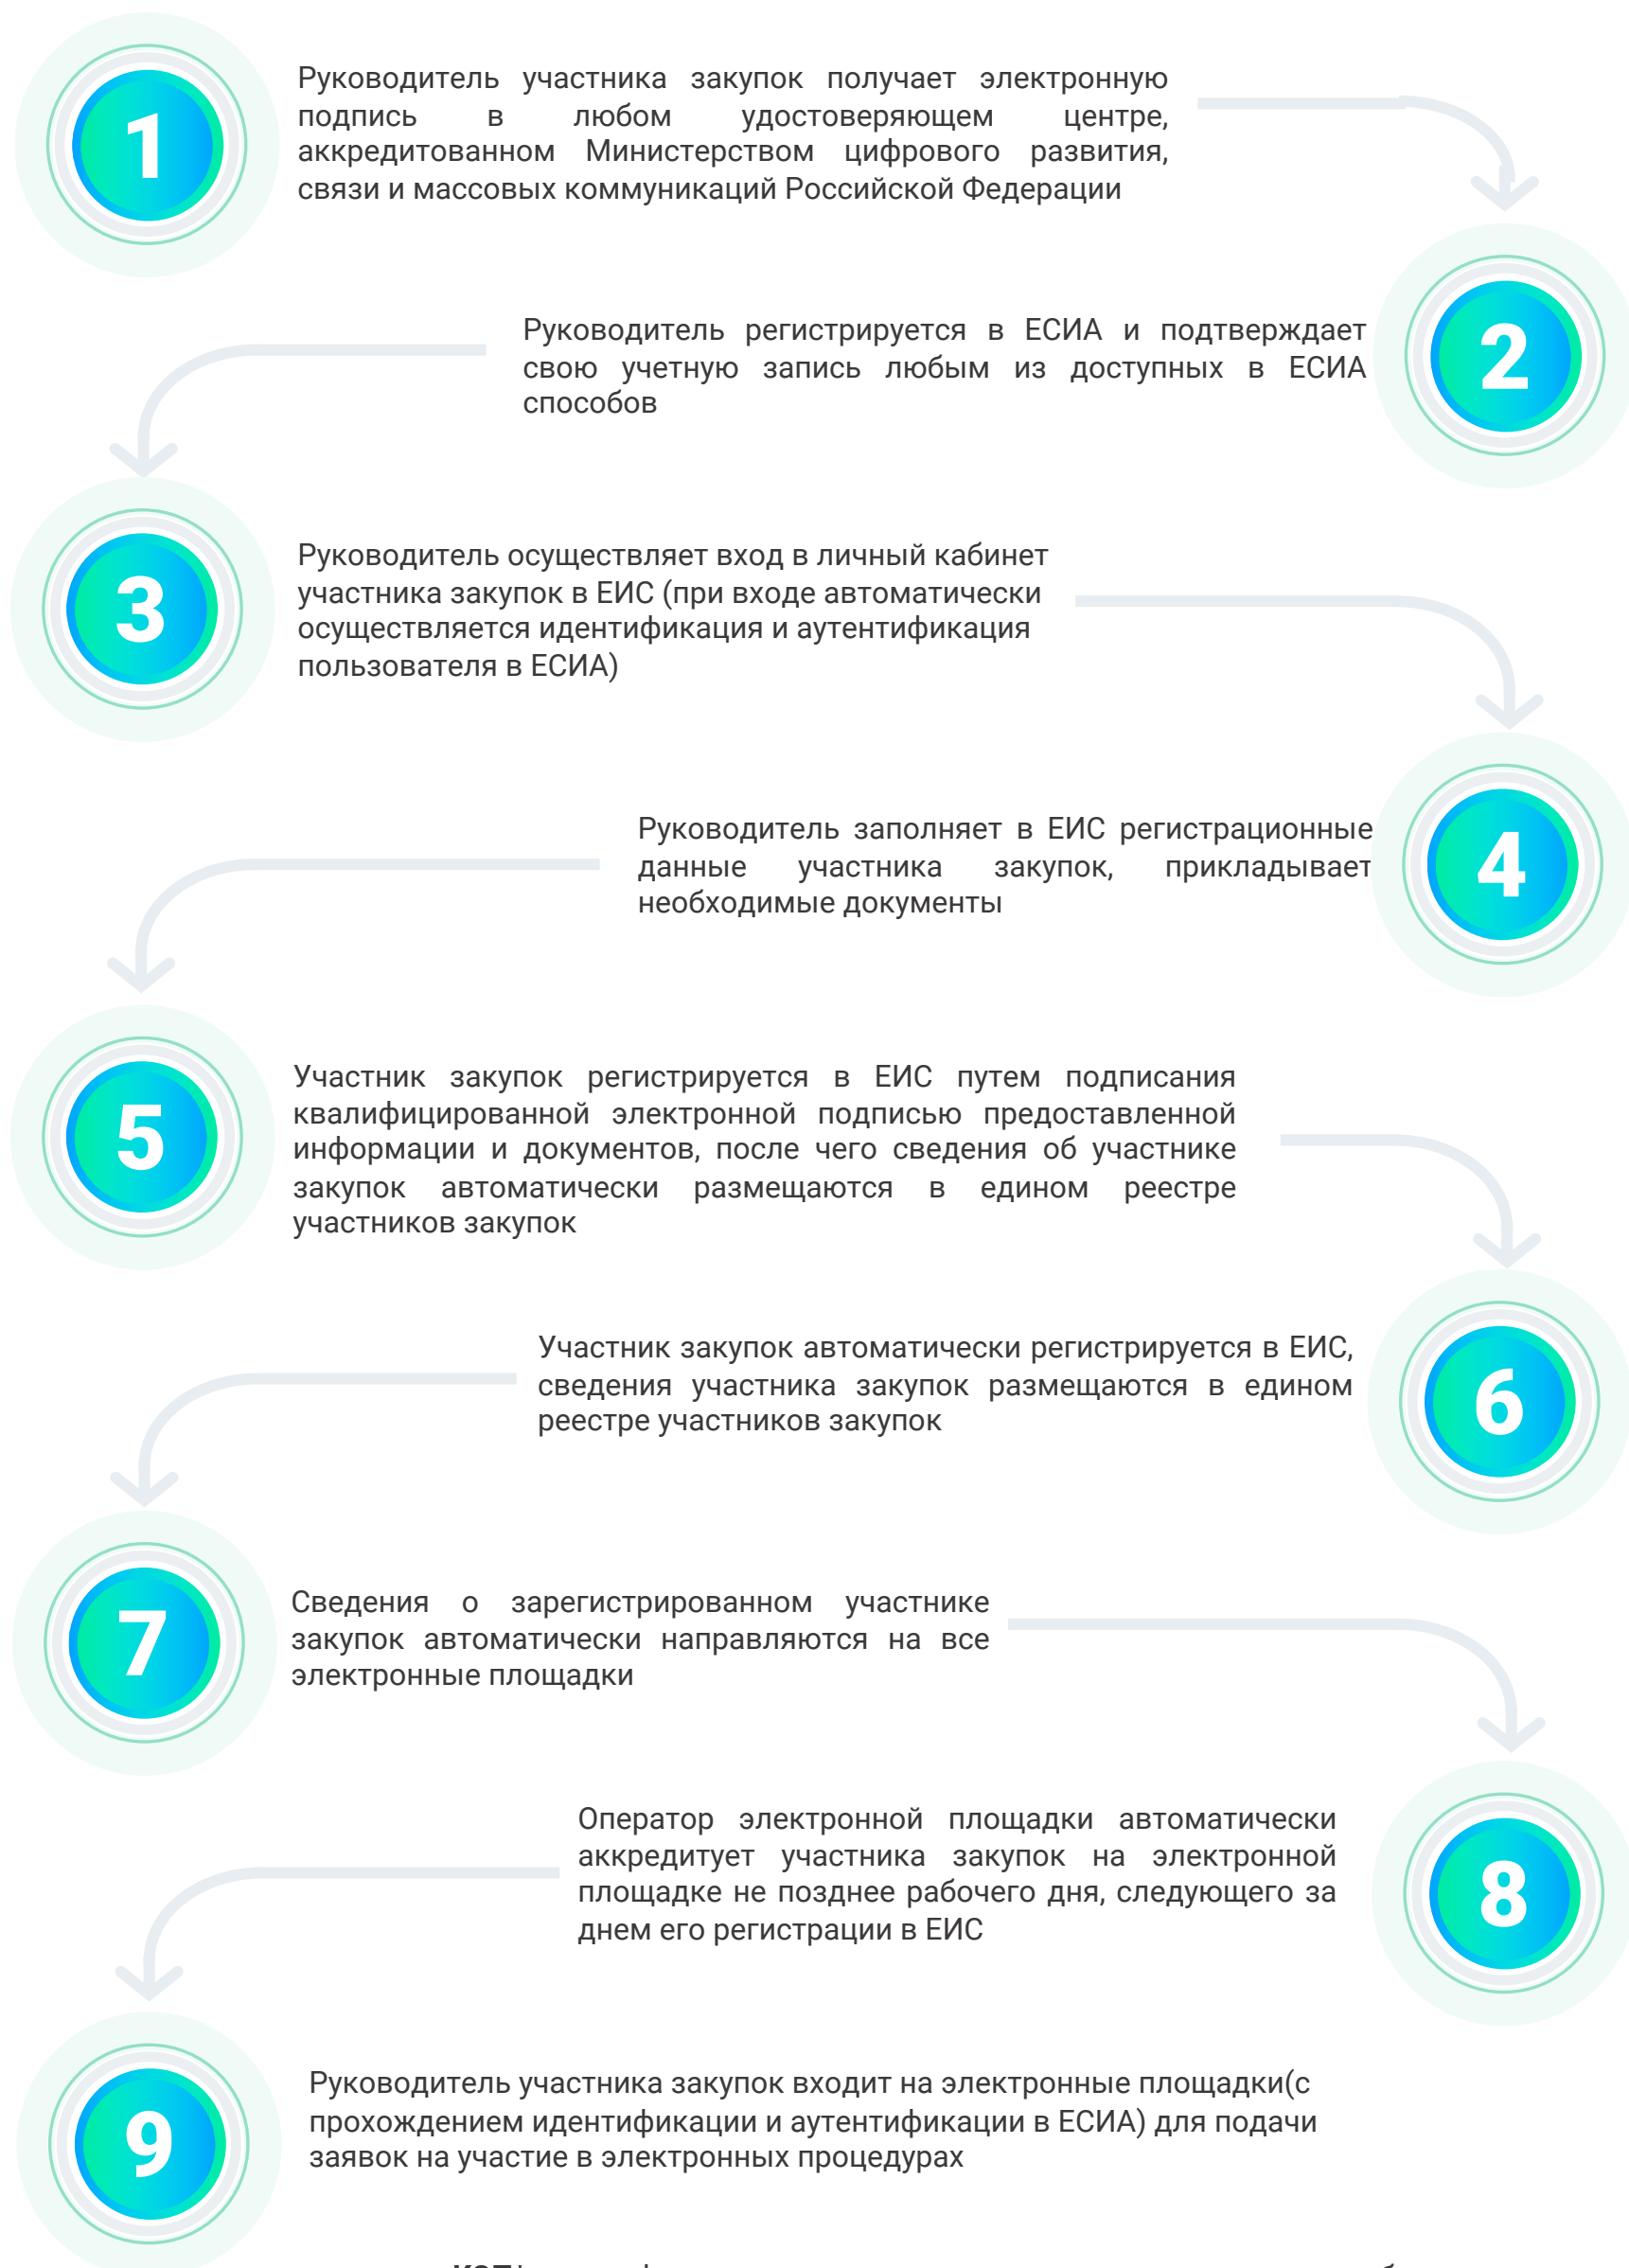 1
Руководитель участника закупок получает электронную
подпись в любом удостоверяющем центре,
аккредитованном Министерством цифрового развития,
связи и массовых коммуникаций Российской Федерации
2
Руководитель регистрируется в ЕСИА и подтверждает
свою учетную запись любым из доступных в ЕСИА
способов
3
Руководитель осуществляет вход в личный кабинет
участника закупок в ЕИС (при входе автоматически
осуществляется идентификация и аутентификация
пользователя в ЕСИА)
4
Руководитель заполняет в ЕИС регистрационные
данные участника закупок, прикладывает
необходимые документы
5
Участник закупок регистрируется в ЕИС путем подписания
квалифицированной электронной подписью предоставленной
информации и документов, после чего сведения об участнике
закупок автоматически размещаются в едином реестре
участников закупок
6
Участник закупок автоматически регистрируется в ЕИС,
сведения участника закупок размещаются в едином
реестре участников закупок
7
Сведения о зарегистрированном участнике
закупок автоматически направляются на все
электронные площадки
8
Оператор электронной площадки автоматически
аккредитует участника закупок на электронной
площадке не позднее рабочего дня, следующего за
днем его регистрации в ЕИС
9
Руководитель участника закупок входит на электронные площадки(с
прохождением идентификации и аутентификации в ЕСИА) для подачи
заявок на участие в электронных процедурах